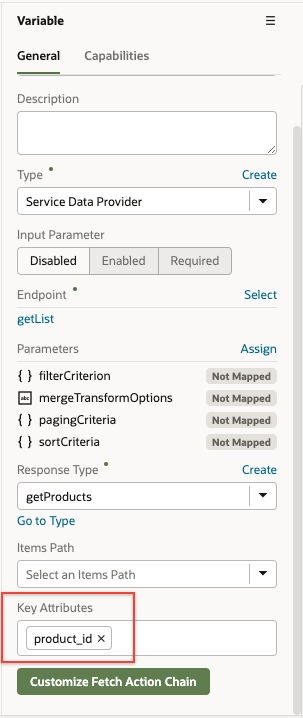 Variable
General Capabilities
Description
Type Create
Service Data Provider
Input Parameter
Disabled Enabled Required
Endpoint Select
getList
Parameters Assign
{ } filterCriterion Not Mapped
abc mergeTransformOptions Not Mapped
{ } pagingCriteria Not Mapped
{ } sortCriteria Not Mapped
Response Type Create
getProducts
Go to Type
Items Path
Select an Items Path
Key Attributes
product_id ×
Customize Fetch Action Chain